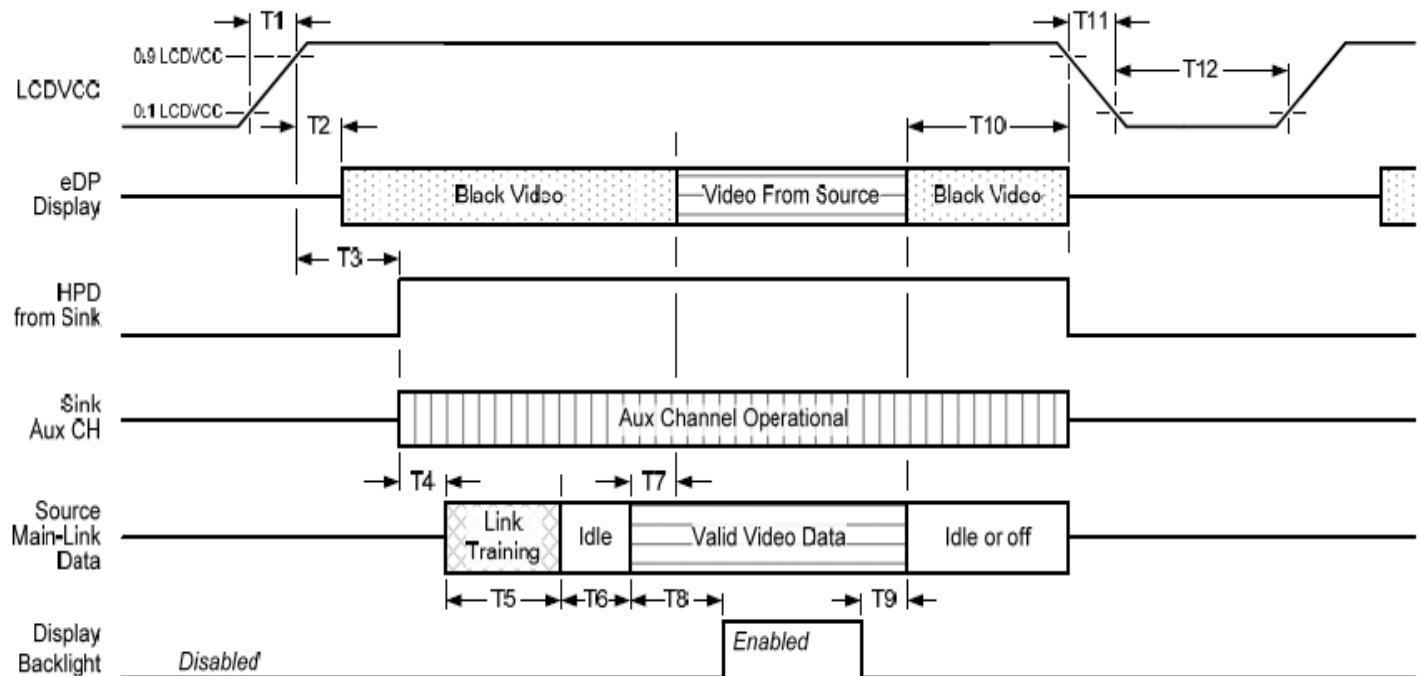 T1
T11
0.9 LCDVCC
T12
LCDVCC
0.1 LCDVCC
T2
T10
eDP
Display
Black Video
Video From Source
Black Video
T3
HPD
from Sink
Sink
Aux CH
Aux Channel Operational
T4
T7
Source
Main-Link
Data
Link
Training
Idle
Valid Video Data
Idle or off
T5
T6
T8
T9
Display
Backlight
Disabled
Enabled